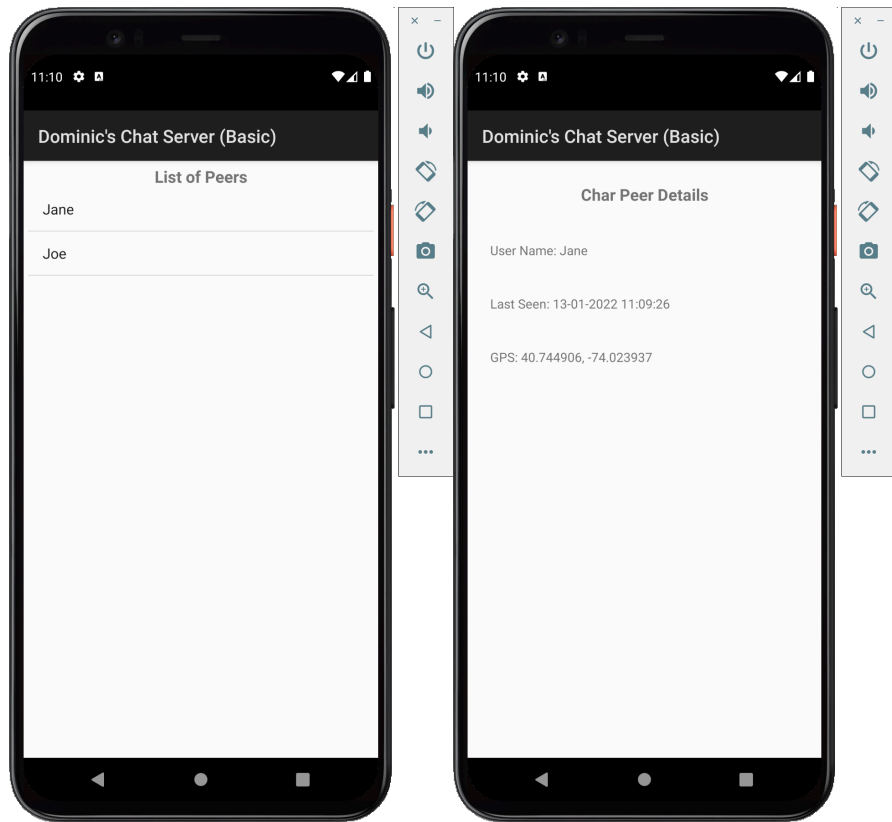 11:10
Dominic's Chat Server (Basic)
List of Peers
Jane
Joe
11:10
Dominic's Chat Server (Basic)
Char Peer Details
User Name: Jane
Last Seen: 13-01-2022 11:09:26
GPS: 40.744906, -74.023937